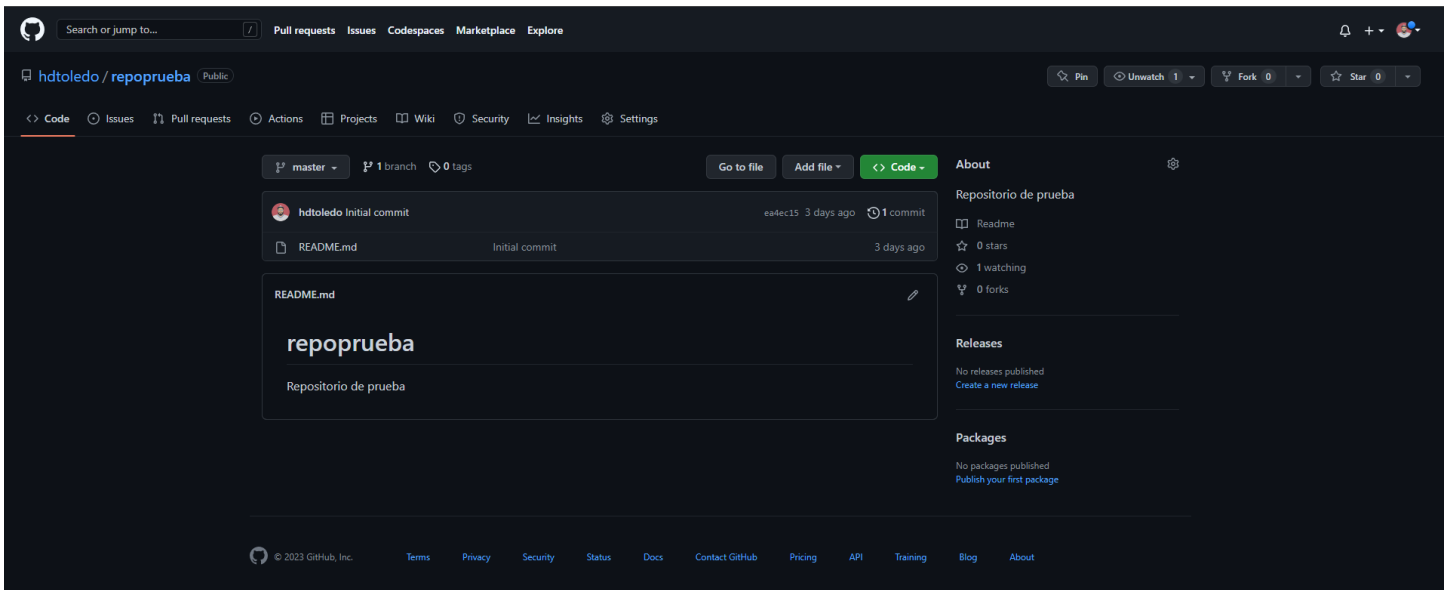 Search or jump to... / Pull requests Issues Codespaces Marketplace Explore
hdtoledo / repoprueba Public Pin Unwatch 1 Fork 0 Star 0
Code Issues Pull requests Actions Projects Wiki Security Insights Settings
master 1 branch 0 tags Go to file Add file Code
hdtoledo Initial commit ea4ec15 3 days ago 1 commit
README.md Initial commit 3 days ago
README.md
repoprueba
Repositorio de prueba
About
Repositorio de prueba
Readme
0 stars
1 watching
0 forks
Releases
No releases published
Create a new release
Packages
No packages published
Publish your first package
© 2023 GitHub, Inc. Terms Privacy Security Status Docs Contact GitHub Pricing API Training Blog About